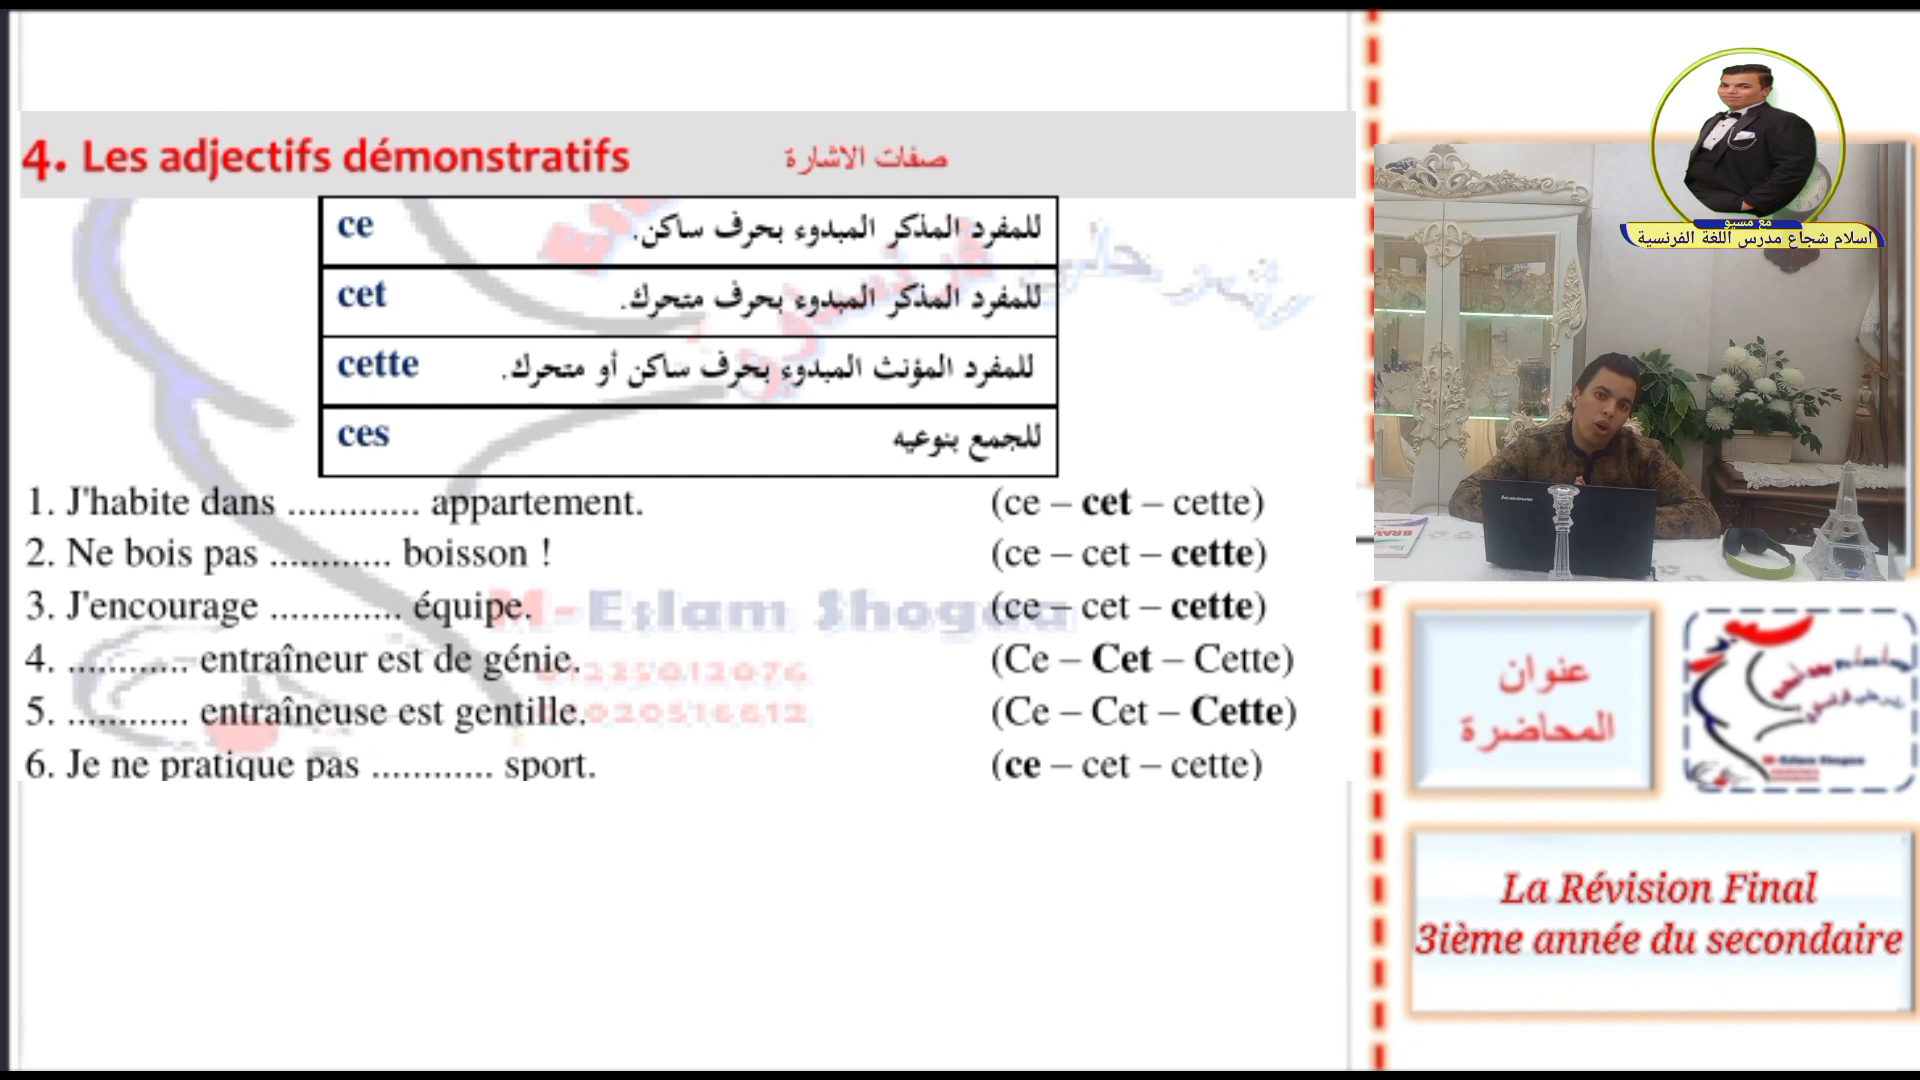 4. Les adjectifs démonstratifs صفات الاشارة
ce للمفرد المذكر المبدوء بحرف ساكن.
cet للمفرد المذكر المبدوء بحرف متحرك.
cette للمفرد المؤنث المبدوء بحرف ساكن أو متحرك.
ces للجمع بنوعيه
1. J'habite dans ............. appartement. (ce – cet – cette)
2. Ne bois pas ............ boisson ! (ce – cet – cette)
3. J'encourage ............. équipe. (ce – cet – cette)
4. ............ entraîneur est de génie. (Ce – Cet – Cette)
5. ............ entraîneuse est gentille. (Ce – Cet – Cette)
6. Je ne pratique pas ............ sport. (ce – cet – cette)
M-Eslam Shogaa
01225012076
مع مسيو
اسلام شجاع مدرس اللغة الفرنسية
lenovo
عنوان
المحاضرة
M-Eslam Shogaa
La Révision Final
3ième année du secondaire